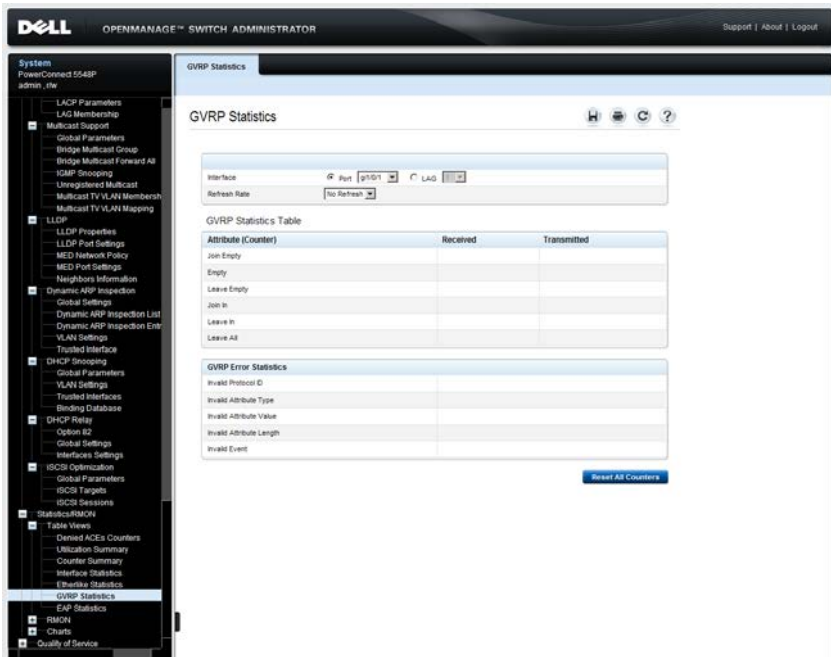 DELL OPENMANAGE™ SWITCH ADMINISTRATOR
Support | About | Logout
System
PowerConnect 5548P
admin , r/w
LACP Parameters
LAG Membership
Multicast Support
Global Parameters
Bridge Multicast Group
Bridge Multicast Forward All
IGMP Snooping
Unregistered Multicast
Multicast TV VLAN Membersh
Multicast TV VLAN Mapping
LLDP
LLDP Properties
LLDP Port Settings
MED Network Policy
MED Port Settings
Neighbors Information
Dynamic ARP Inspection
Global Settings
Dynamic ARP Inspection List
Dynamic ARP Inspection Entr
VLAN Settings
Trusted Interface
DHCP Snooping
Global Parameters
VLAN Settings
Trusted Interfaces
Binding Database
DHCP Relay
Option 82
Global Settings
Interfaces Settings
iSCSI Optimization
Global Parameters
iSCSI Targets
iSCSI Sessions
Statistics/RMON
Table Views
Denied ACEs Counters
Utilization Summary
Counter Summary
Interface Statistics
Etherlike Statistics
GVRP Statistics
EAP Statistics
RMON
Charts
Quality of Service
GVRP Statistics
GVRP Statistics
Interface Port gi1/0/1 LAG
Refresh Rate No Refresh
GVRP Statistics Table
Attribute (Counter) Received Transmitted
Join Empty
Empty
Leave Empty
Join In
Leave In
Leave All
GVRP Error Statistics
Invalid Protocol ID
Invalid Attribute Type
Invalid Attribute Value
Invalid Attribute Length
Invalid Event
Reset All Counters